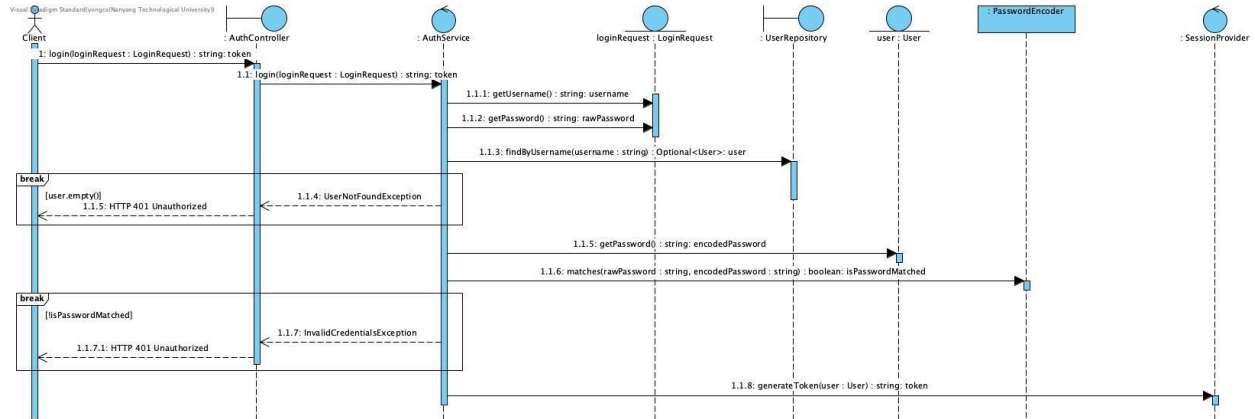 Visual Paradigm Standard(yongcx(Nanyang Technological University))
Client
: AuthController
: AuthService
loginRequest : LoginRequest
: UserRepository
user : User
: PasswordEncoder
: SessionProvider
1: login(loginRequest : LoginRequest) : string: token
1.1: login(loginRequest : LoginRequest) : string: token
1.1.1: getUsername() : string: username
1.1.2: getPassword() : string: rawPassword
1.1.3: findByUsername(username : string) : Optional<User>: user
break
[user.empty()]
1.1.4: UserNotFoundException
1.1.5: HTTP 401 Unauthorized
1.1.5: getPassword() : string: encodedPassword
1.1.6: matches(rawPassword : string, encodedPassword : string) : boolean: isPasswordMatched
break
[!isPasswordMatched]
1.1.7: InvalidCredentialsException
1.1.7.1: HTTP 401 Unauthorized
1.1.8: generateToken(user : User) : string: token